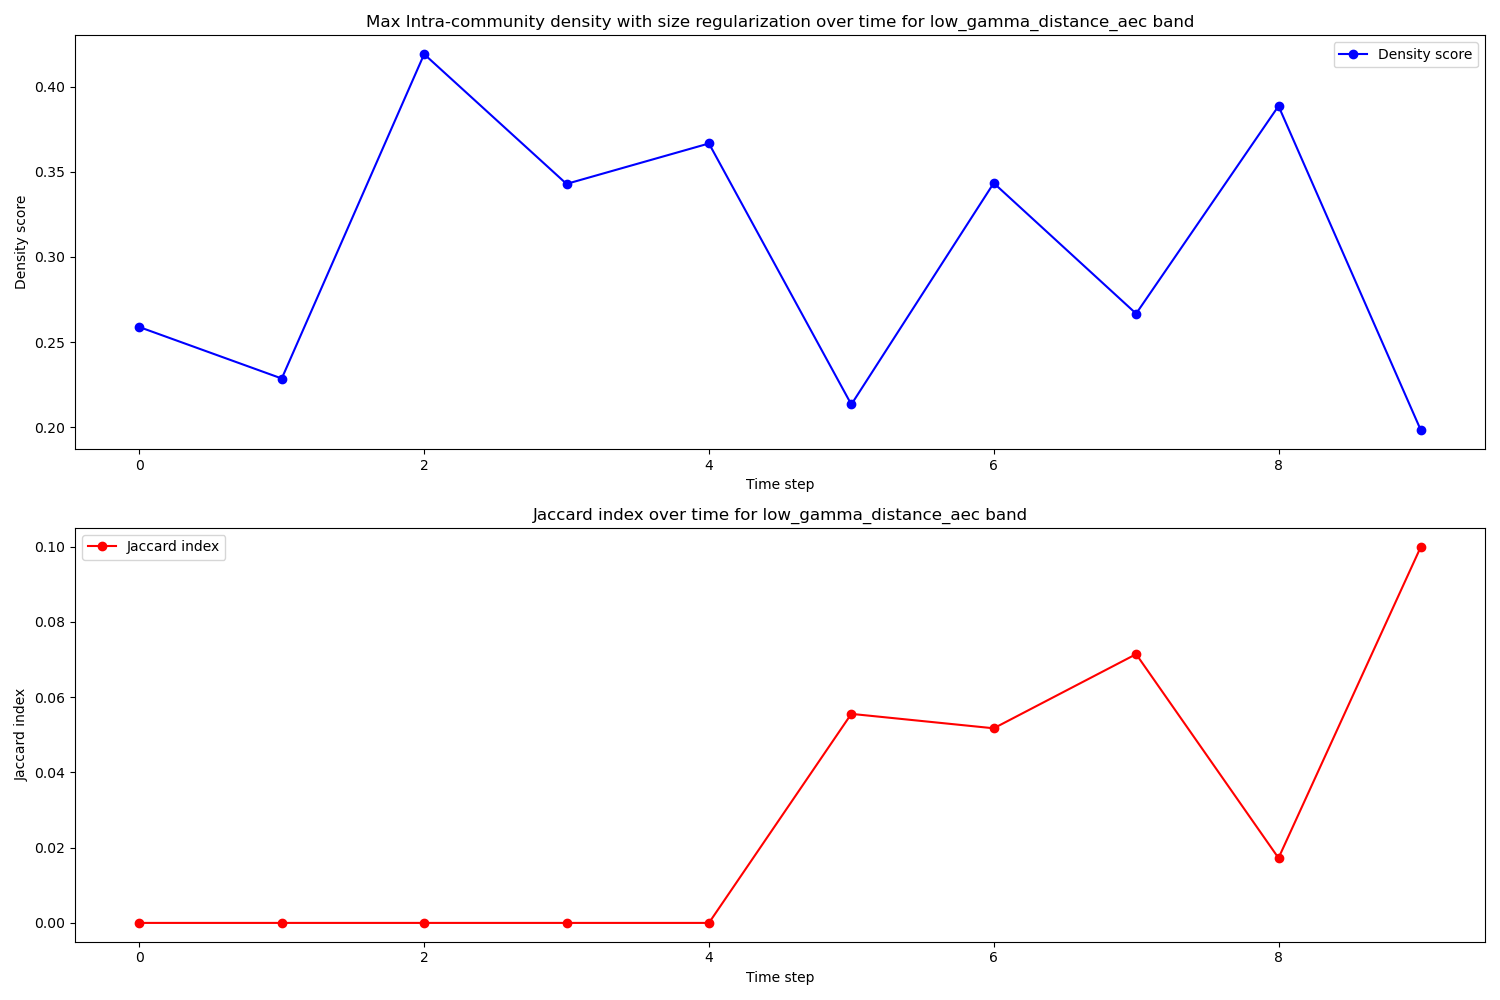 Max Intra-community density with size regularization over time for low_gamma_distance_aec band
Density score
0.40
0.35
0.30
0.25
0.20
Density score
0
2
4
6
8
Time step
Jaccard index over time for low_gamma_distance_aec band
Jaccard index
0.10
0.08
0.06
0.04
0.02
0.00
Jaccard index
0
2
4
6
8
Time step